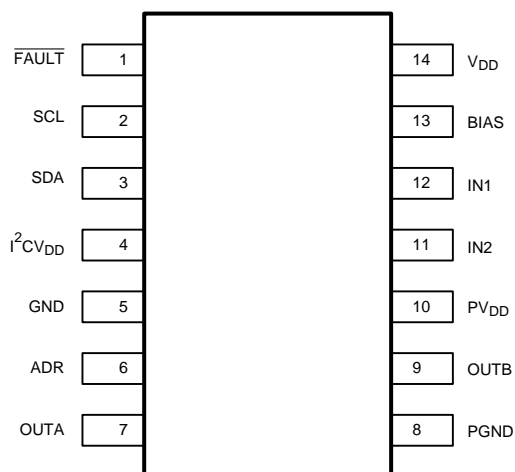 FAULT 1 14 VDD
SCL 2 13 BIAS
SDA 3 12 IN1
I²CVDD 4 11 IN2
GND 5 10 PVDD
ADR 6 9 OUTB
OUTA 7 8 PGND